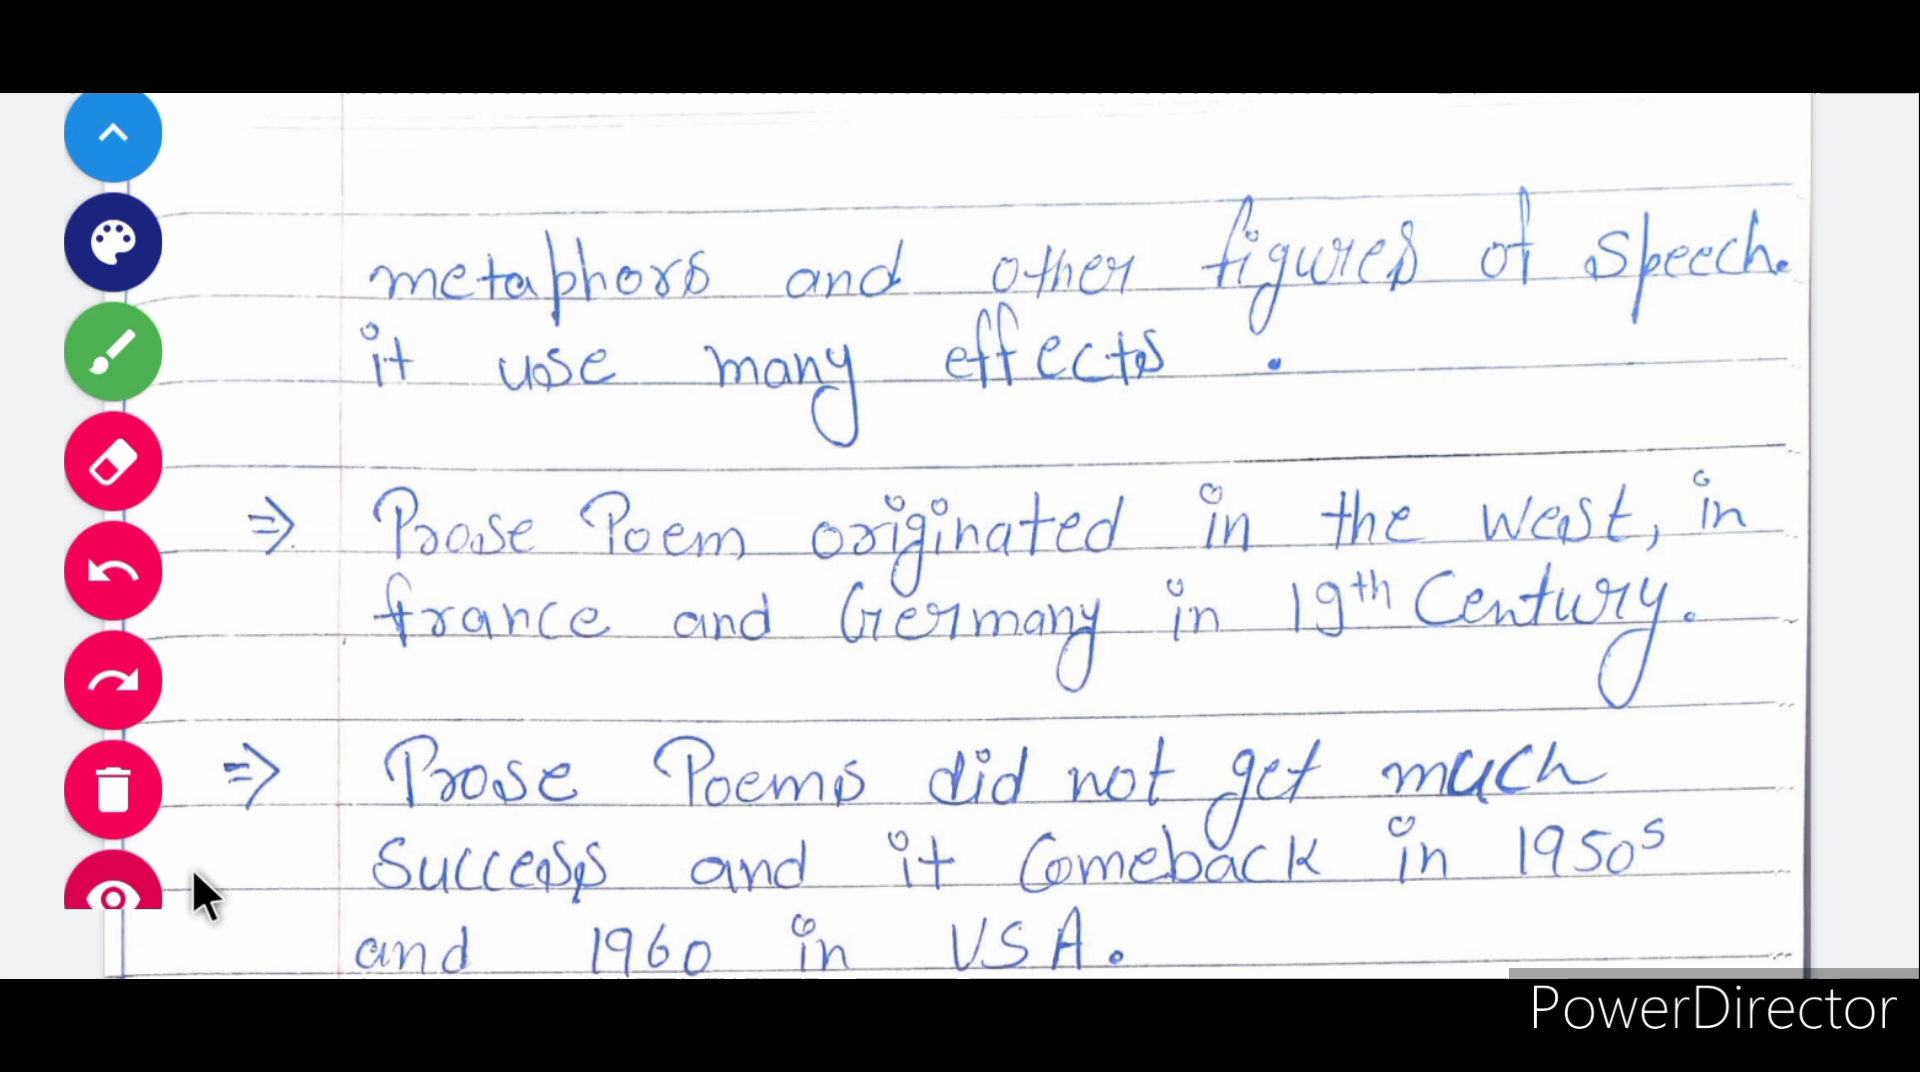 metaphors and other figures of speech.
it use many effects .
⇒ Prose Poem originated in the west, in
france and Germany in 19th Century.
⇒ Prose Poems did not get much
Success and it Comeback in 1950s
and 1960 in USA.
PowerDirector